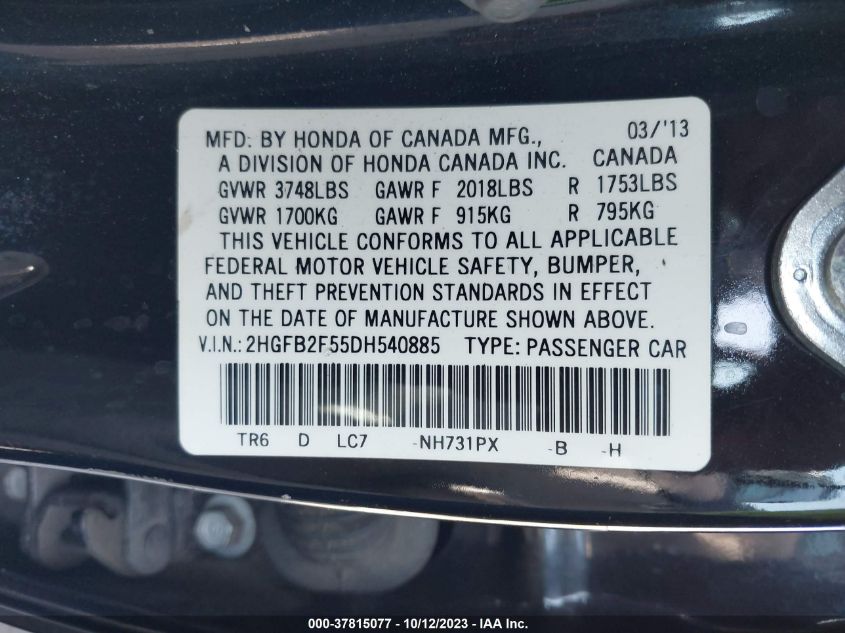 MFD. BY HONDA OF CANADA MFG., 03/'13
A DIVISION OF HONDA CANADA INC. CANADA
GVWR 3748LBS GAWR F 2018LBS R 1753LBS
GVWR 1700KG GAWR F 915KG R 795KG
THIS VEHICLE CONFORMS TO ALL APPLICABLE
FEDERAL MOTOR VEHICLE SAFETY, BUMPER,
AND THEFT PREVENTION STANDARDS IN EFFECT
ON THE DATE OF MANUFACTURE SHOWN ABOVE.
V.I.N.: 2HGFB2F55DH540885 TYPE: PASSENGER CAR
TR6 D LC7 -NH731PX -B -H
000-37815077 - 10/12/2023 - WWW.IAAI.COM, INC.